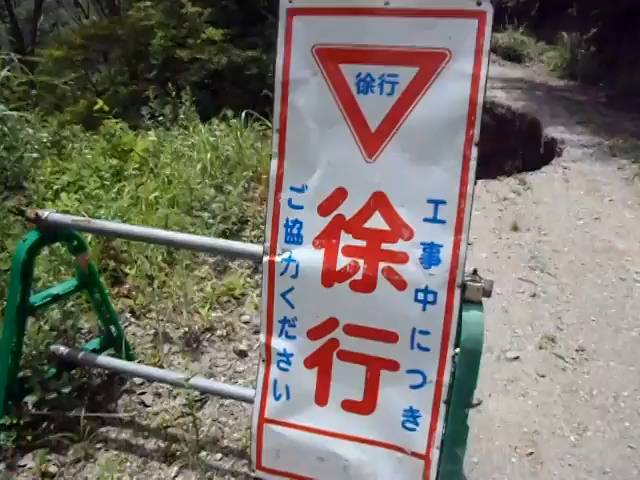 徐行
工事中につき
徐行
ご協力ください